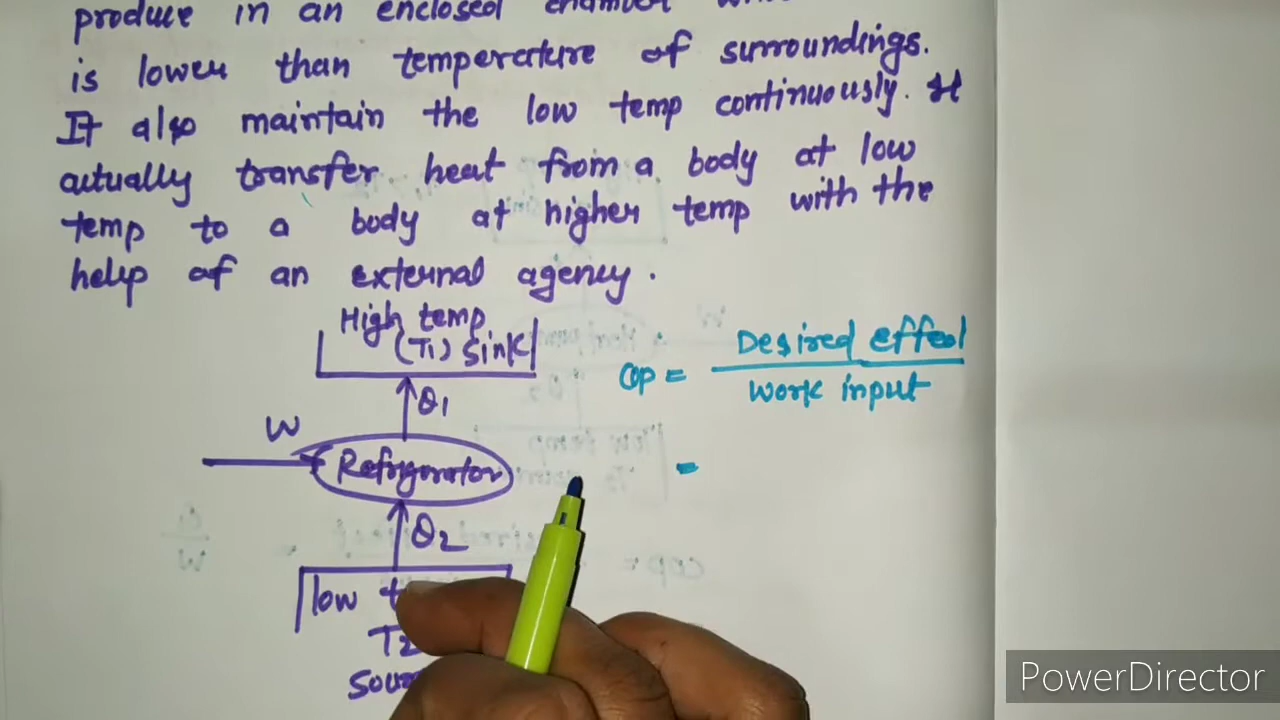 produce in an enclosed chamber
is lower than temperature of surroundings.
It also maintain the low temp continuously. It
actually transfer heat from a body at low
temp to a body at higher temp with the
help of an external agency.
High temp
(T1) Sink
COP = Desired effect
Work input
Q1
W
Refrigerator
=
Q2
low
T2
PowerDirector